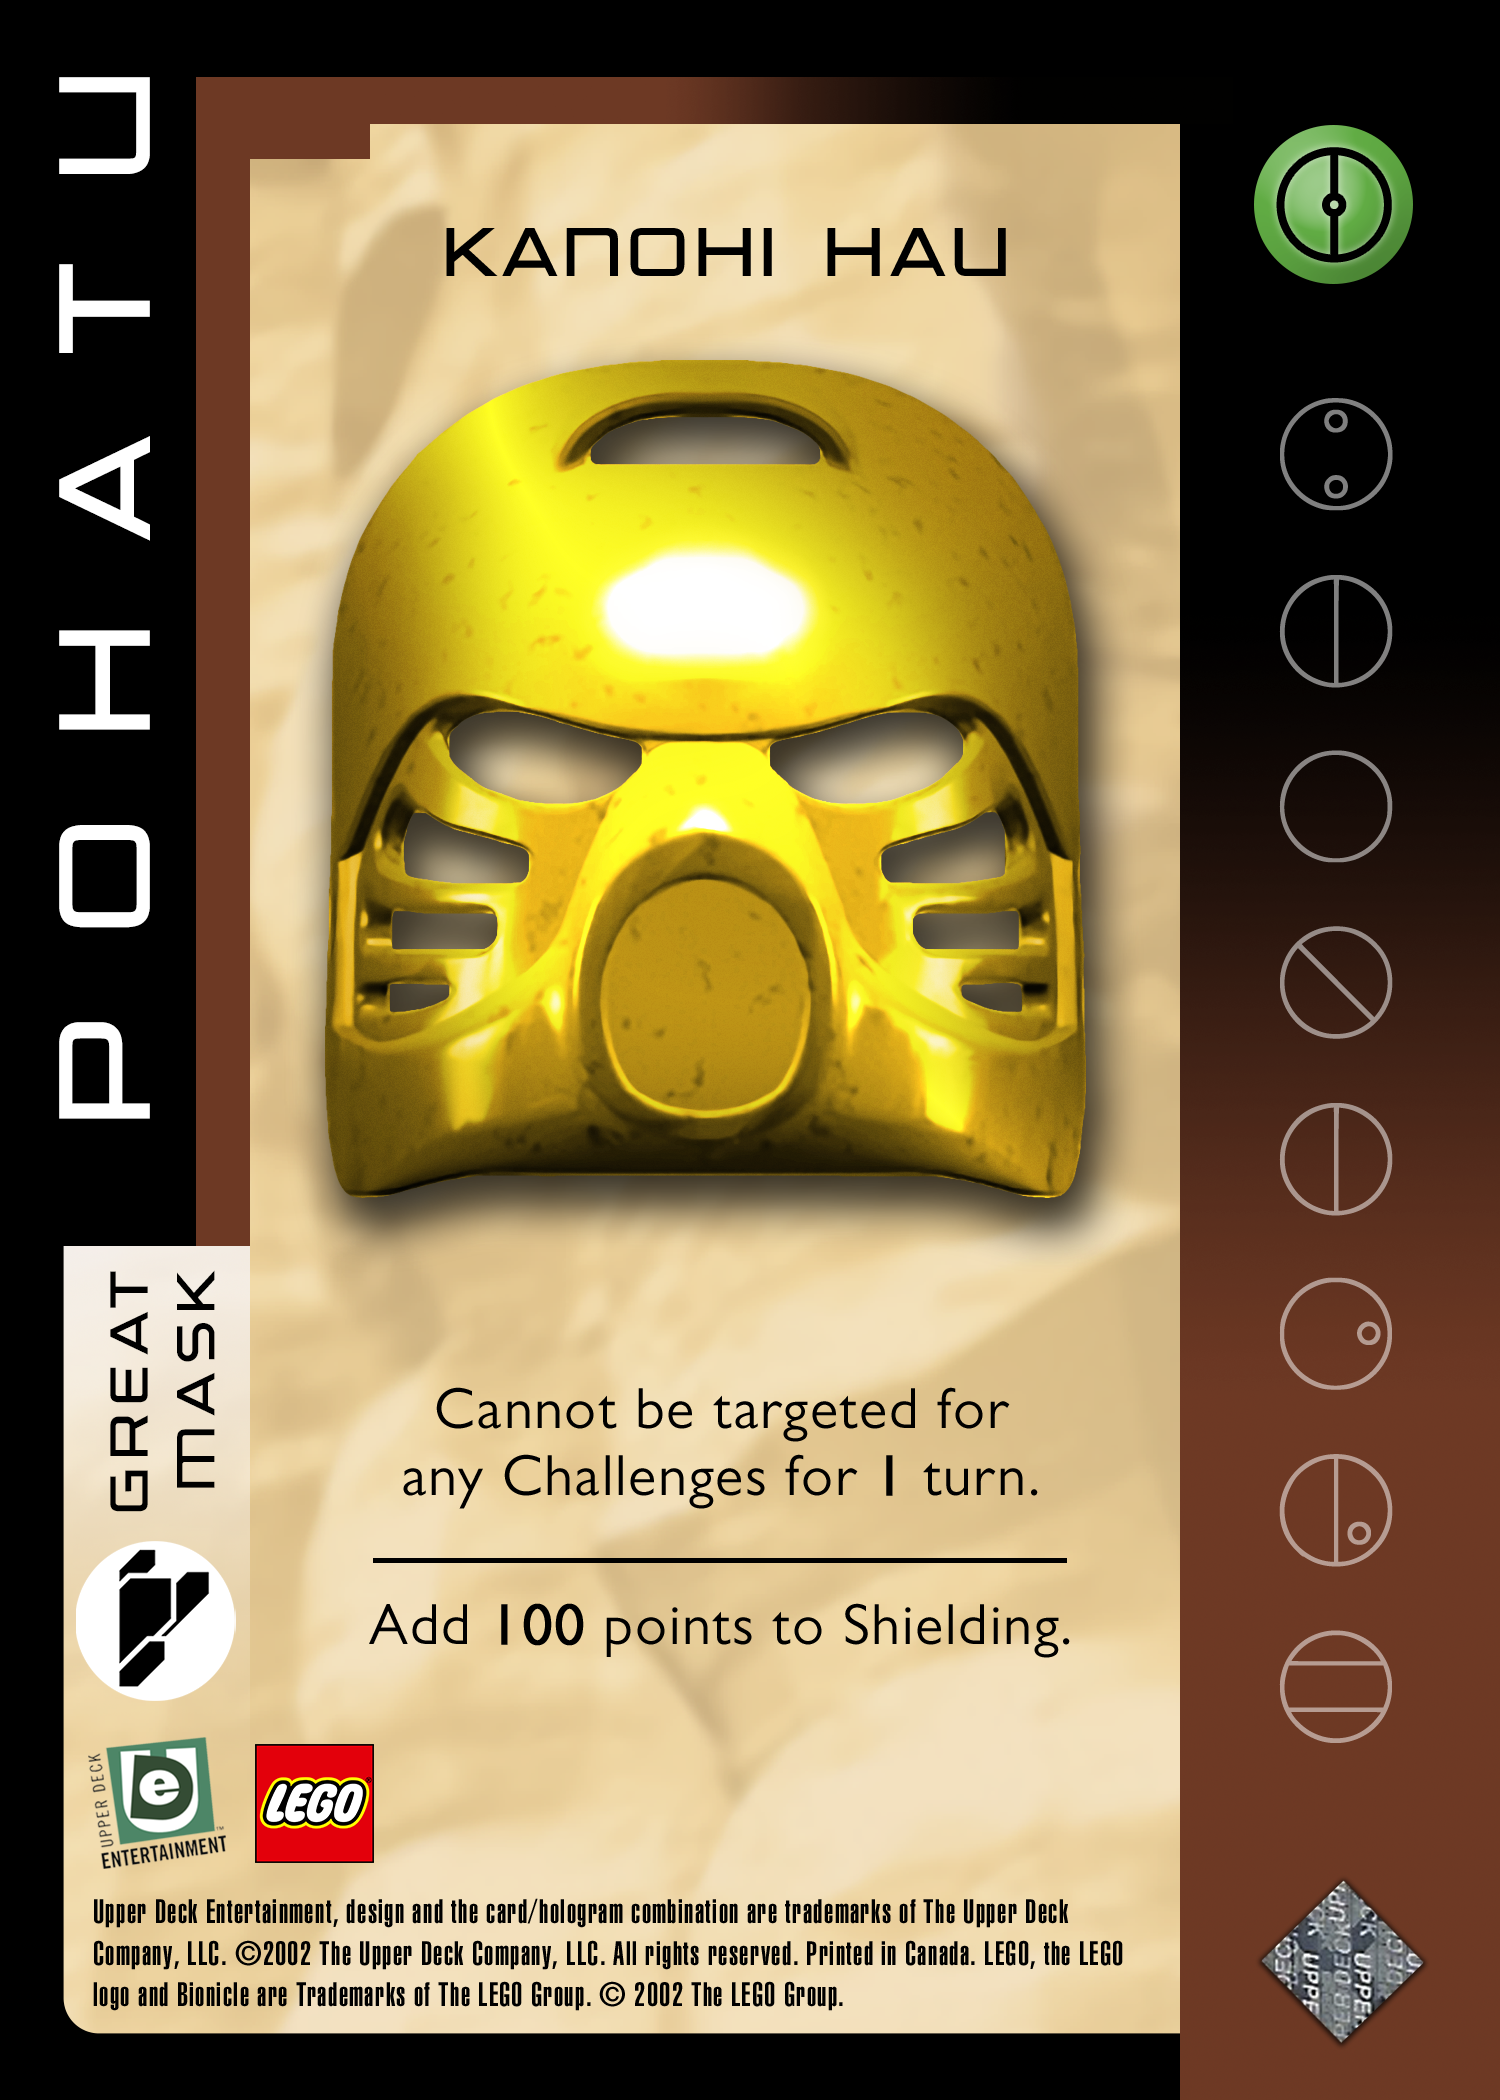 POHATU
KANOHI HAU
GREAT
MASK
Cannot be targeted for
any Challenges for 1 turn.
Add 100 points to Shielding.
UPPER DECK
e
ENTERTAINMENT™
LEGO
Upper Deck Entertainment, design and the card/hologram combination are trademarks of The Upper Deck
Company, LLC. ©2002 The Upper Deck Company, LLC. All rights reserved. Printed in Canada. LEGO, the LEGO
logo and Bionicle are Trademarks of The LEGO Group. © 2002 The LEGO Group.